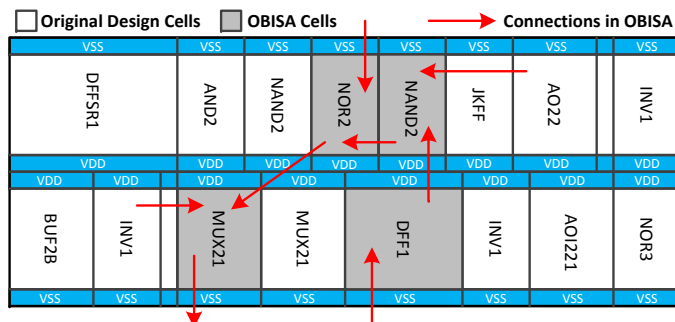 Original Design Cells OBISA Cells Connections in OBISA
VSS VSS VSS VSS VSS VSS VSS VSS
DFFSR1 AND2 NAND2 NOR2 NAND2 JKFF AO22 INV1
VDD VDD VDD VDD VDD VDD VDD VDD
VDD VDD VDD VDD VDD VDD VDD VDD
BUF2B INV1 MUX21 MUX21 DFF1 INV1 AOI221 NOR3
VSS VSS VSS VSS VSS VSS VSS VSS